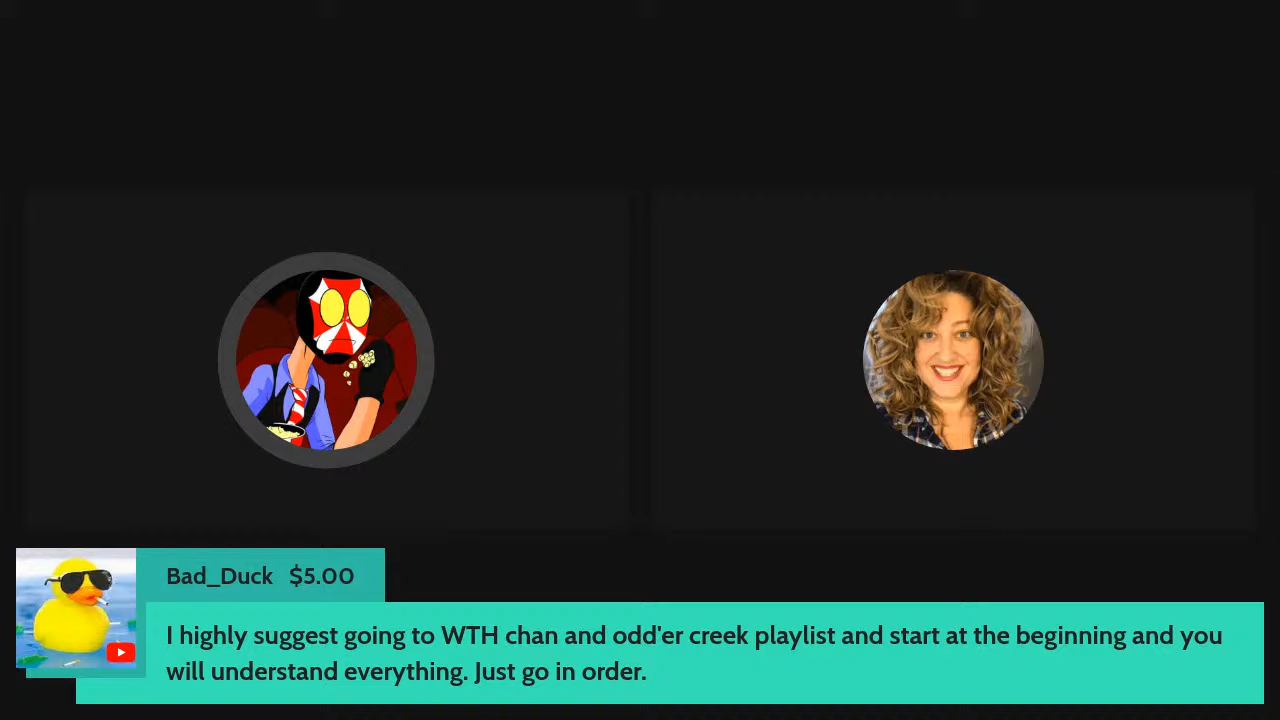 Bad_Duck $5.00
I highly suggest going to WTH chan and odd'er creek playlist and start at the beginning and you
will understand everything. Just go in order.